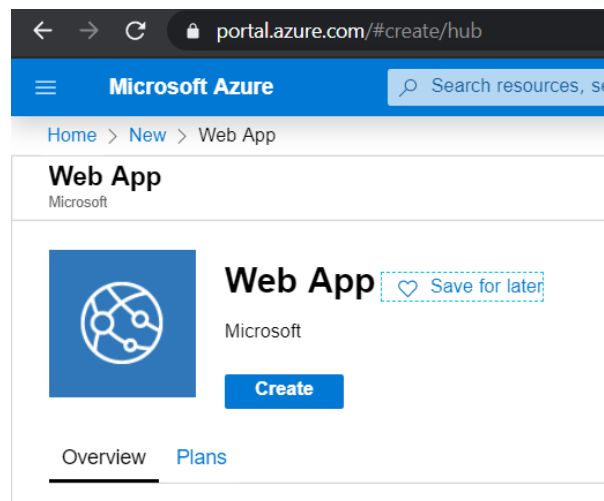 portal.azure.com/#create/hub
Microsoft Azure Search resources,
Home > New > Web App
Web App
Microsoft
Web App Save for later
Microsoft
Create
Overview Plans